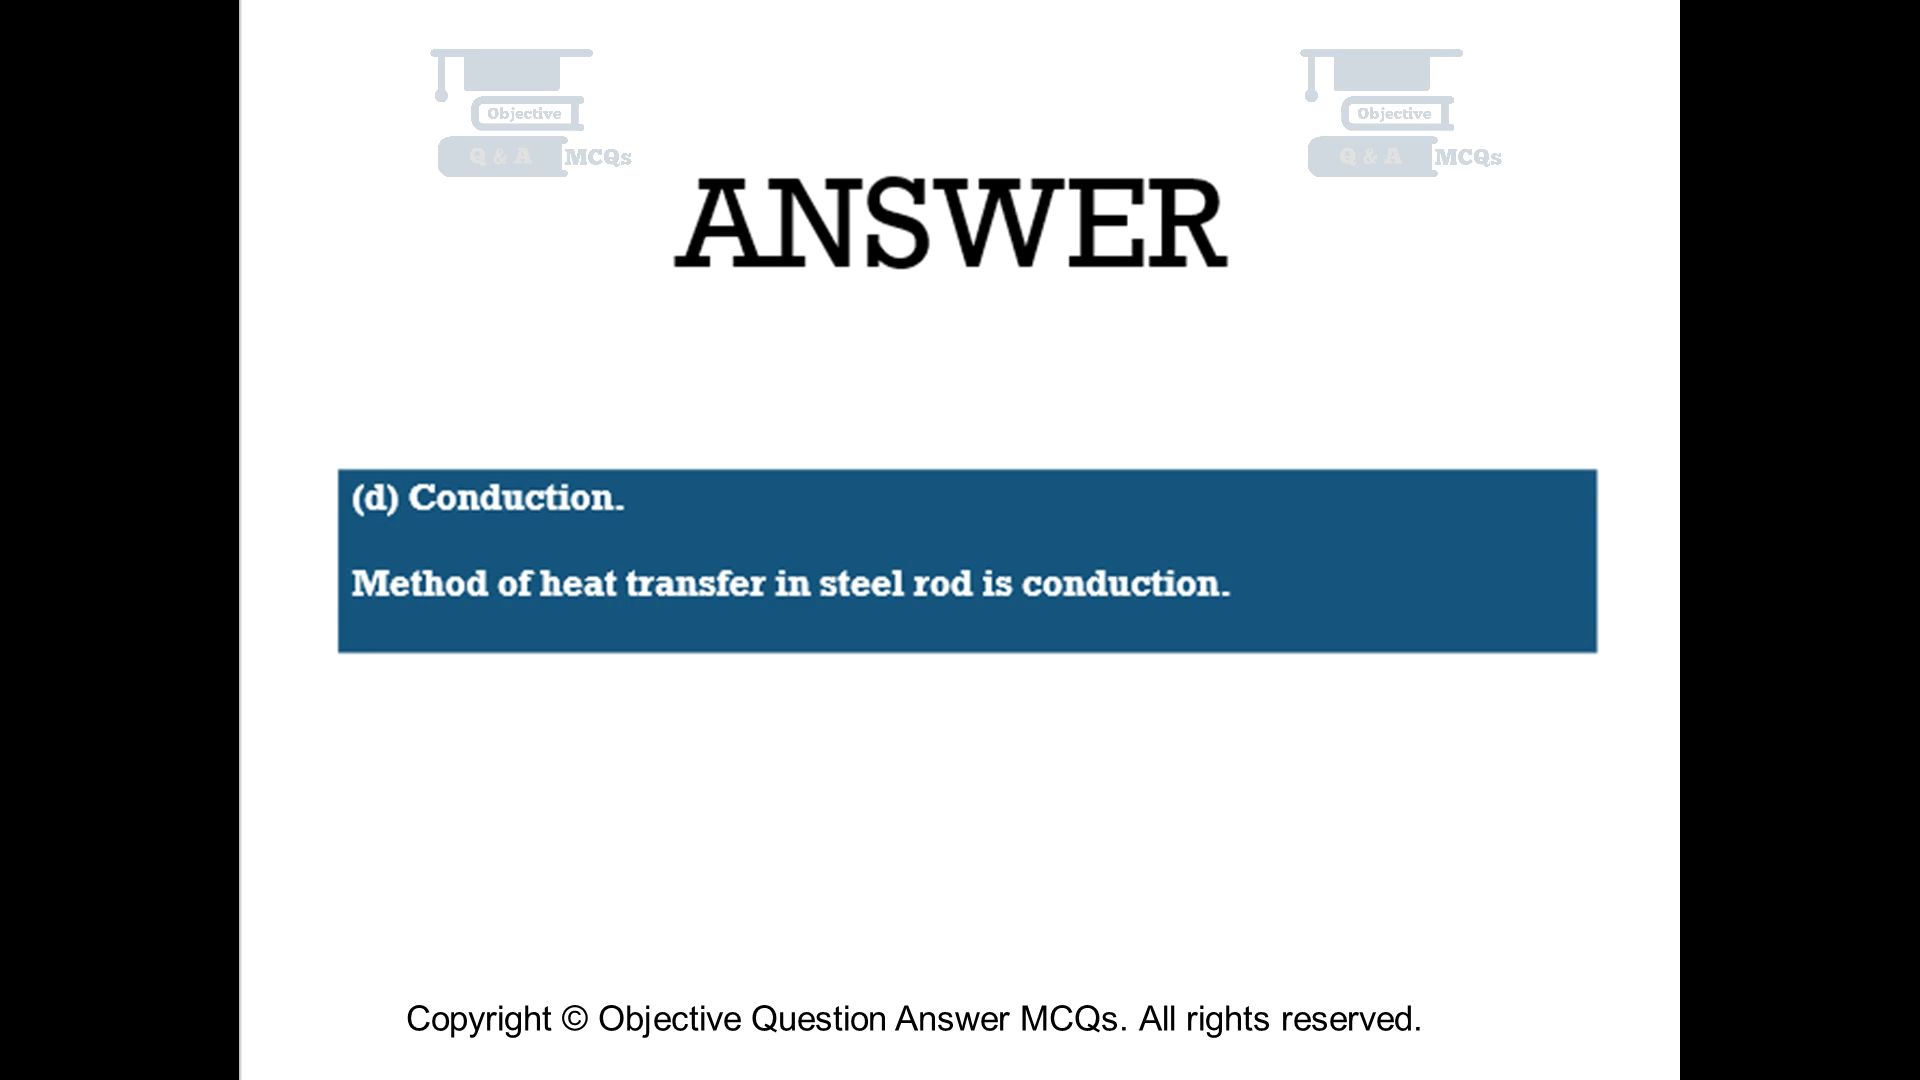 Objective
Q & A MCQs
Objective
Q & A MCQs
ANSWER
(d) Conduction.
Method of heat transfer in steel rod is conduction.
Copyright © Objective Question Answer MCQs. All rights reserved.